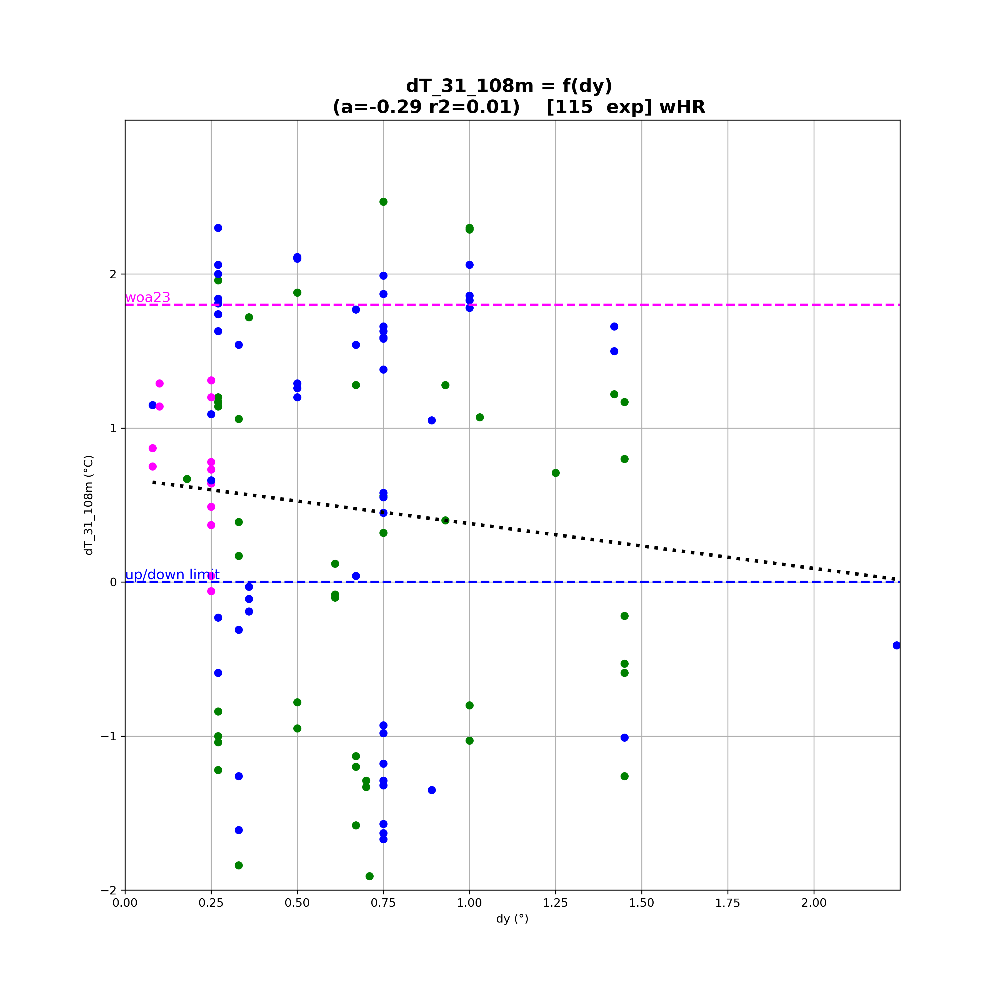 dT_31_108m = f(dy)
(a=-0.29 r2=0.01) [115 exp] wHR
dT_31_108m (°C)
2
woa23
1
up/down limit
0
−1
−2
0.00 0.25 0.50 0.75 1.00 1.25 1.50 1.75 2.00
dy (°)